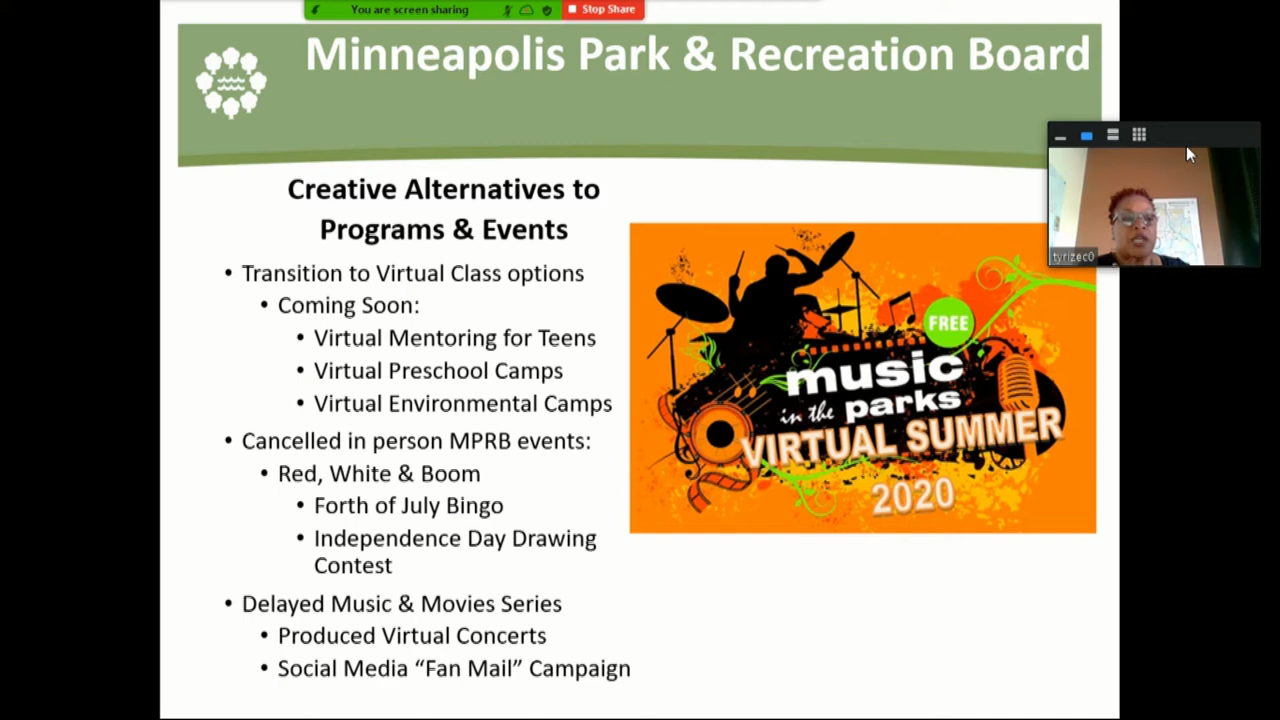 You are screen sharing
Stop Share
Minneapolis Park & Recreation Board
Creative Alternatives to
Programs & Events
• Transition to Virtual Class options
• Coming Soon:
• Virtual Mentoring for Teens
• Virtual Preschool Camps
• Virtual Environmental Camps
• Cancelled in person MPRB events:
• Red, White & Boom
• Forth of July Bingo
• Independence Day Drawing
Contest
• Delayed Music & Movies Series
• Produced Virtual Concerts
• Social Media “Fan Mail” Campaign
FREE
music
in the parks
VIRTUAL SUMMER
2020
tyrizec0